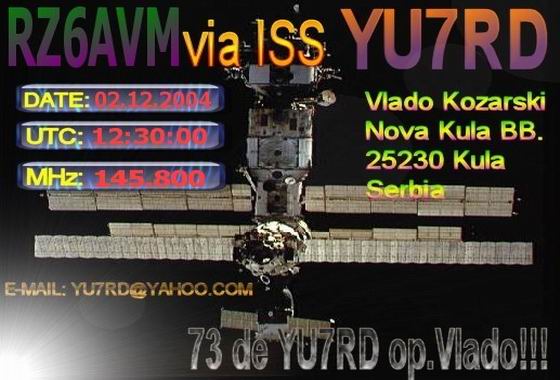 RZ6AVM via ISS YU7RD
DATE: 02.12.2004
UTC: 12:30:00
MHz: 145.800
Vlado Kozarski
Nova Kula BB.
25230 Kula
Serbia
E-MAIL: YU7RD@YAHOO.COM
73 de YU7RD op.Vlado!!!